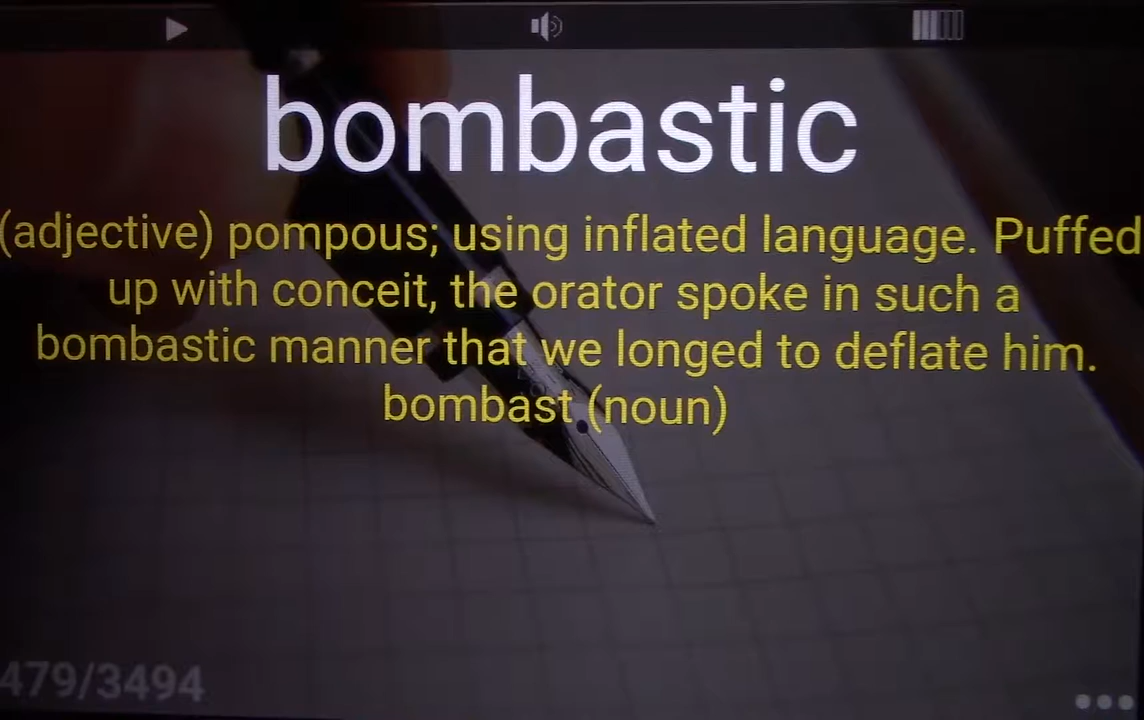 bombastic
(adjective) pompous; using inflated language. Puffed
up with conceit, the orator spoke in such a
bombastic manner that we longed to deflate him.
bombast (noun)
479/3494